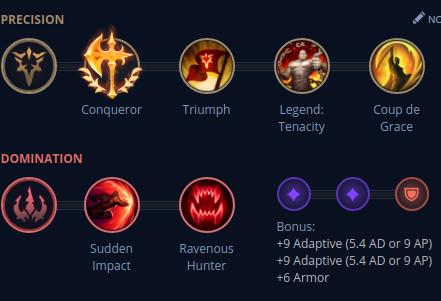 PRECISION
NO
Conqueror
Triumph
Legend:
Tenacity
Coup de
Grace
DOMINATION
Sudden
Impact
Ravenous
Hunter
Bonus:
+9 Adaptive (5.4 AD or 9 AP)
+9 Adaptive (5.4 AD or 9 AP)
+6 Armor